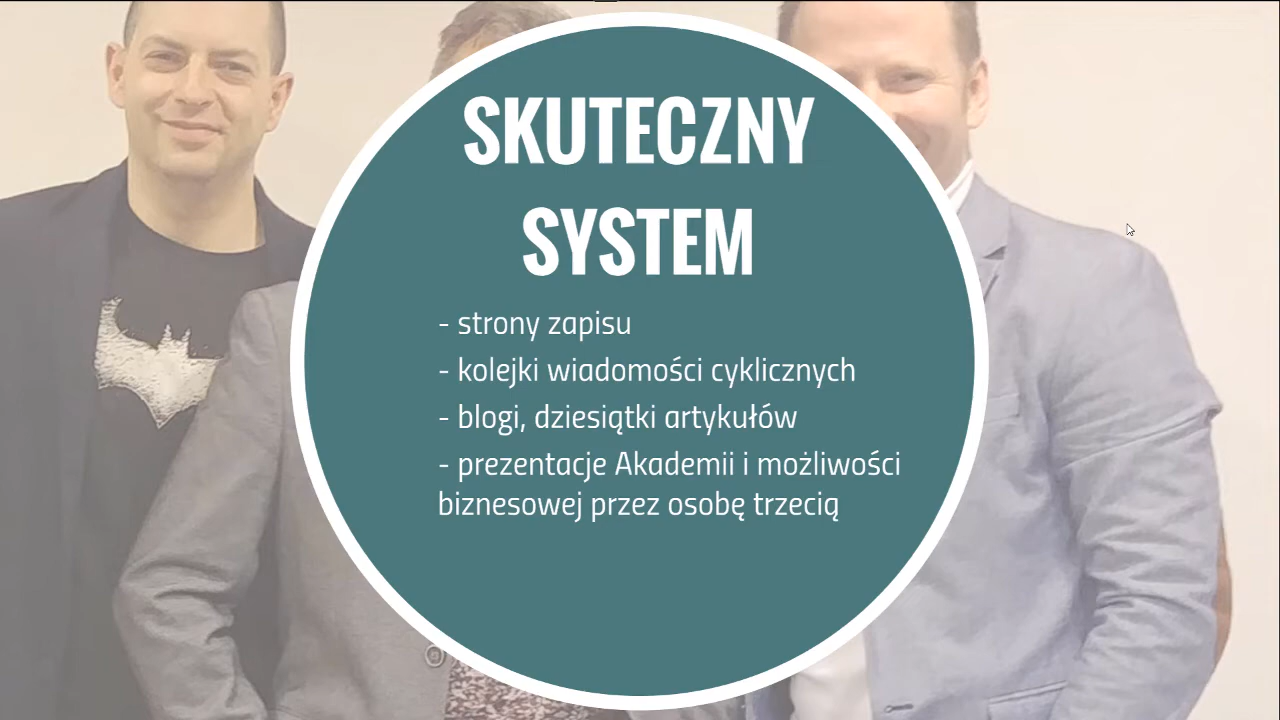 SKUTECZNY
SYSTEM
- strony zapisu
- kolejki wiadomości cyklicznych
- blogi, dziesiątki artykułów
- prezentacje Akademii i możliwości
biznesowej przez osobę trzecią